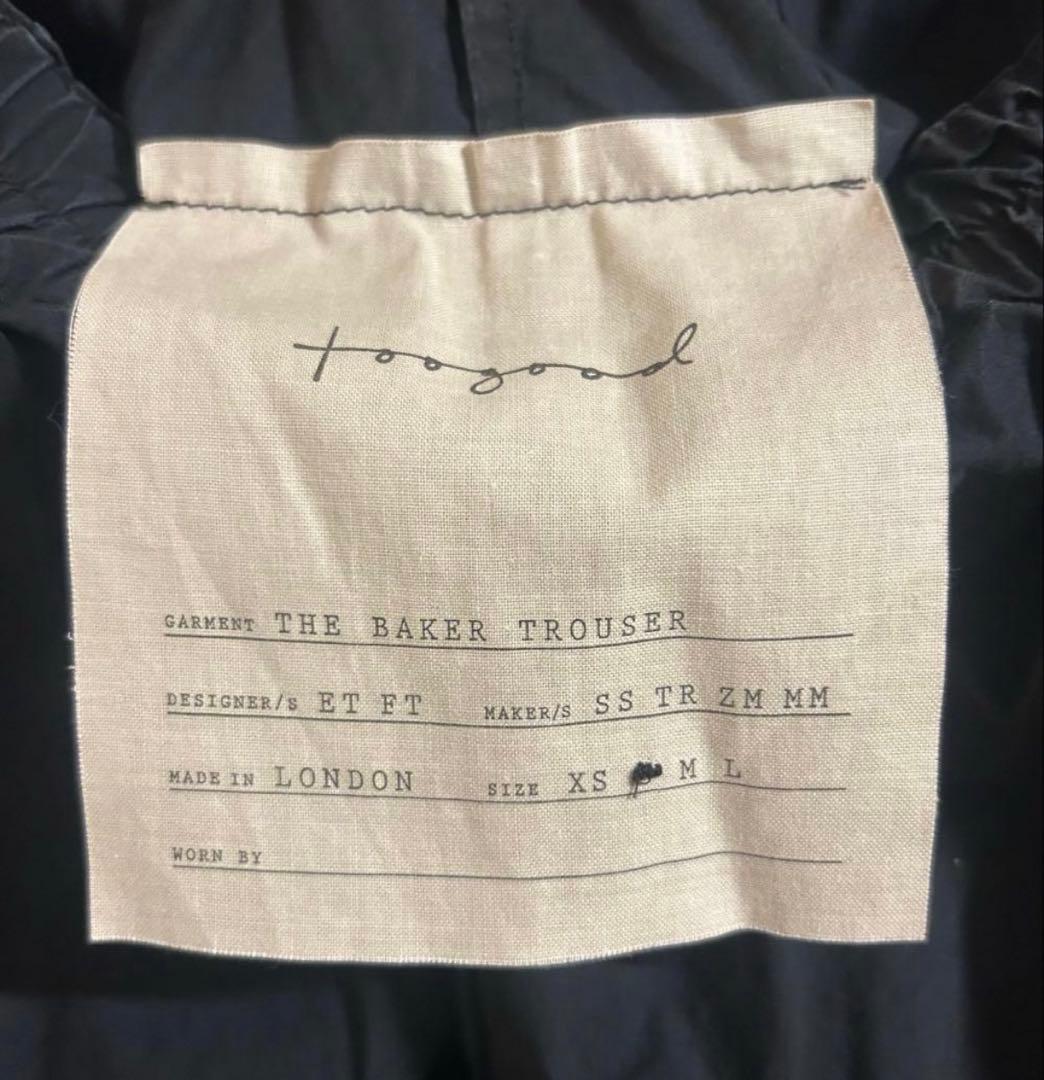 toogood
GARMENT THE BAKER TROUSER
DESIGNER/S ET FT MAKER/S SS TR ZM MM
MADE IN LONDON SIZE XS M L
WORN BY